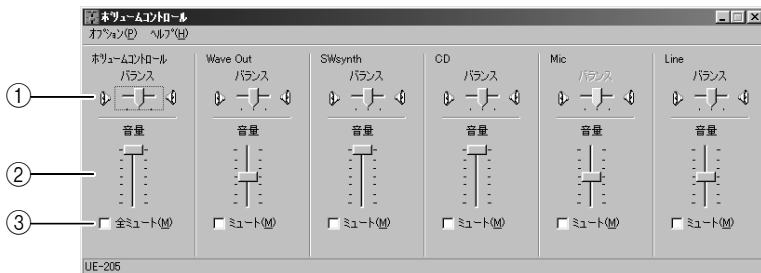 ボリュームコントロール
オプション(P) ヘルプ(H)
ボリュームコントロール Wave Out SWsynth CD Mic Line
バランス バランス バランス バランス バランス バランス
①
音量 音量 音量 音量 音量 音量
②
③ 全ミュート(M) ミュート(M) ミュート(M) ミュート(M) ミュート(M) ミュート(M)
UE-205